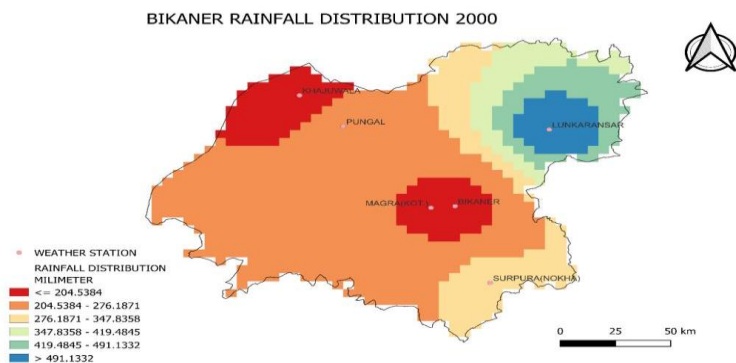 BIKANER RAINFALL DISTRIBUTION 2000
KHAJUWALA
PUNGAL
LUNKARANSAR
MAGRA(KOT.)
BIKANER
SURPURA(NOKHA)
WEATHER STATION
RAINFALL DISTRIBUTION
MILIMETER
<= 204.5384
204.5384 - 276.1871
276.1871 - 347.8358
347.8358 - 419.4845
419.4845 - 491.1332
> 491.1332
0 25 50 km